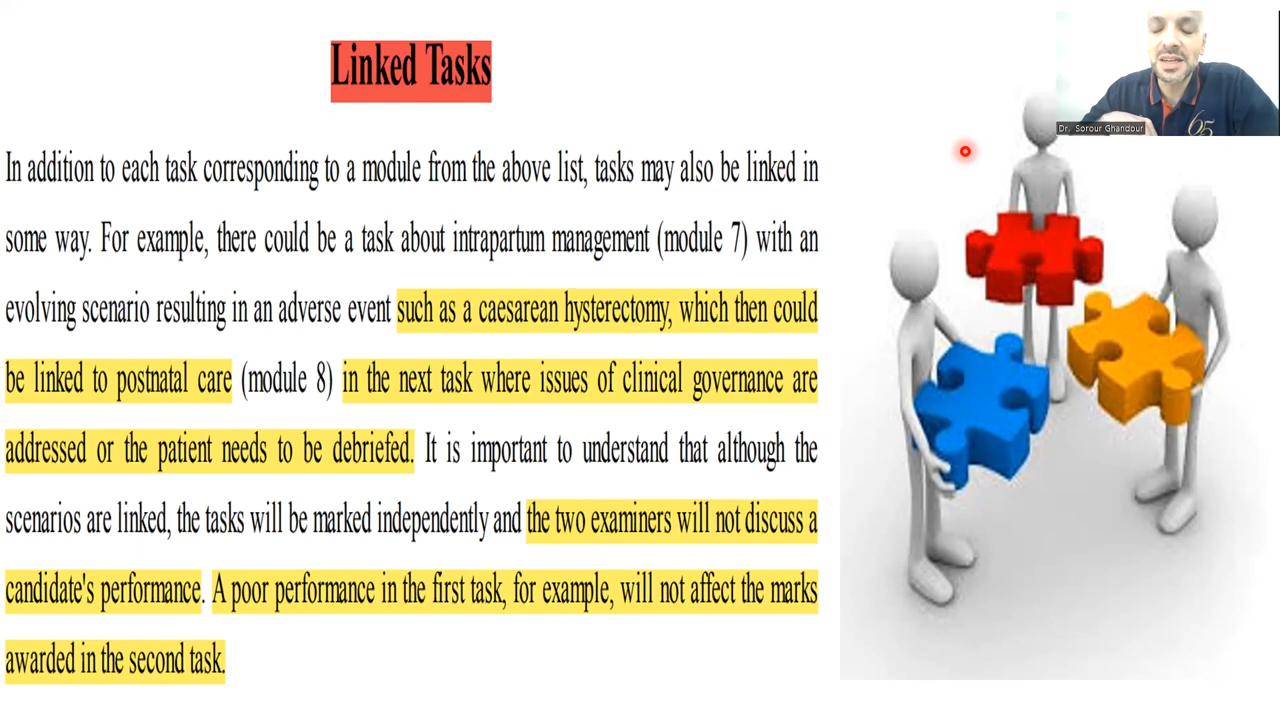 Linked Tasks
Dr. Sorour Ghandour
65
In addition to each task corresponding to a module from the above list, tasks may also be linked in
some way. For example, there could be a task about intrapartum management (module 7) with an
evolving scenario resulting in an adverse event such as a caesarean hysterectomy, which then could
be linked to postnatal care (module 8) in the next task where issues of clinical governance are
addressed or the patient needs to be debriefed. It is important to understand that although the
scenarios are linked, the tasks will be marked independently and the two examiners will not discuss a
candidate's performance. A poor performance in the first task, for example, will not affect the marks
awarded in the second task.